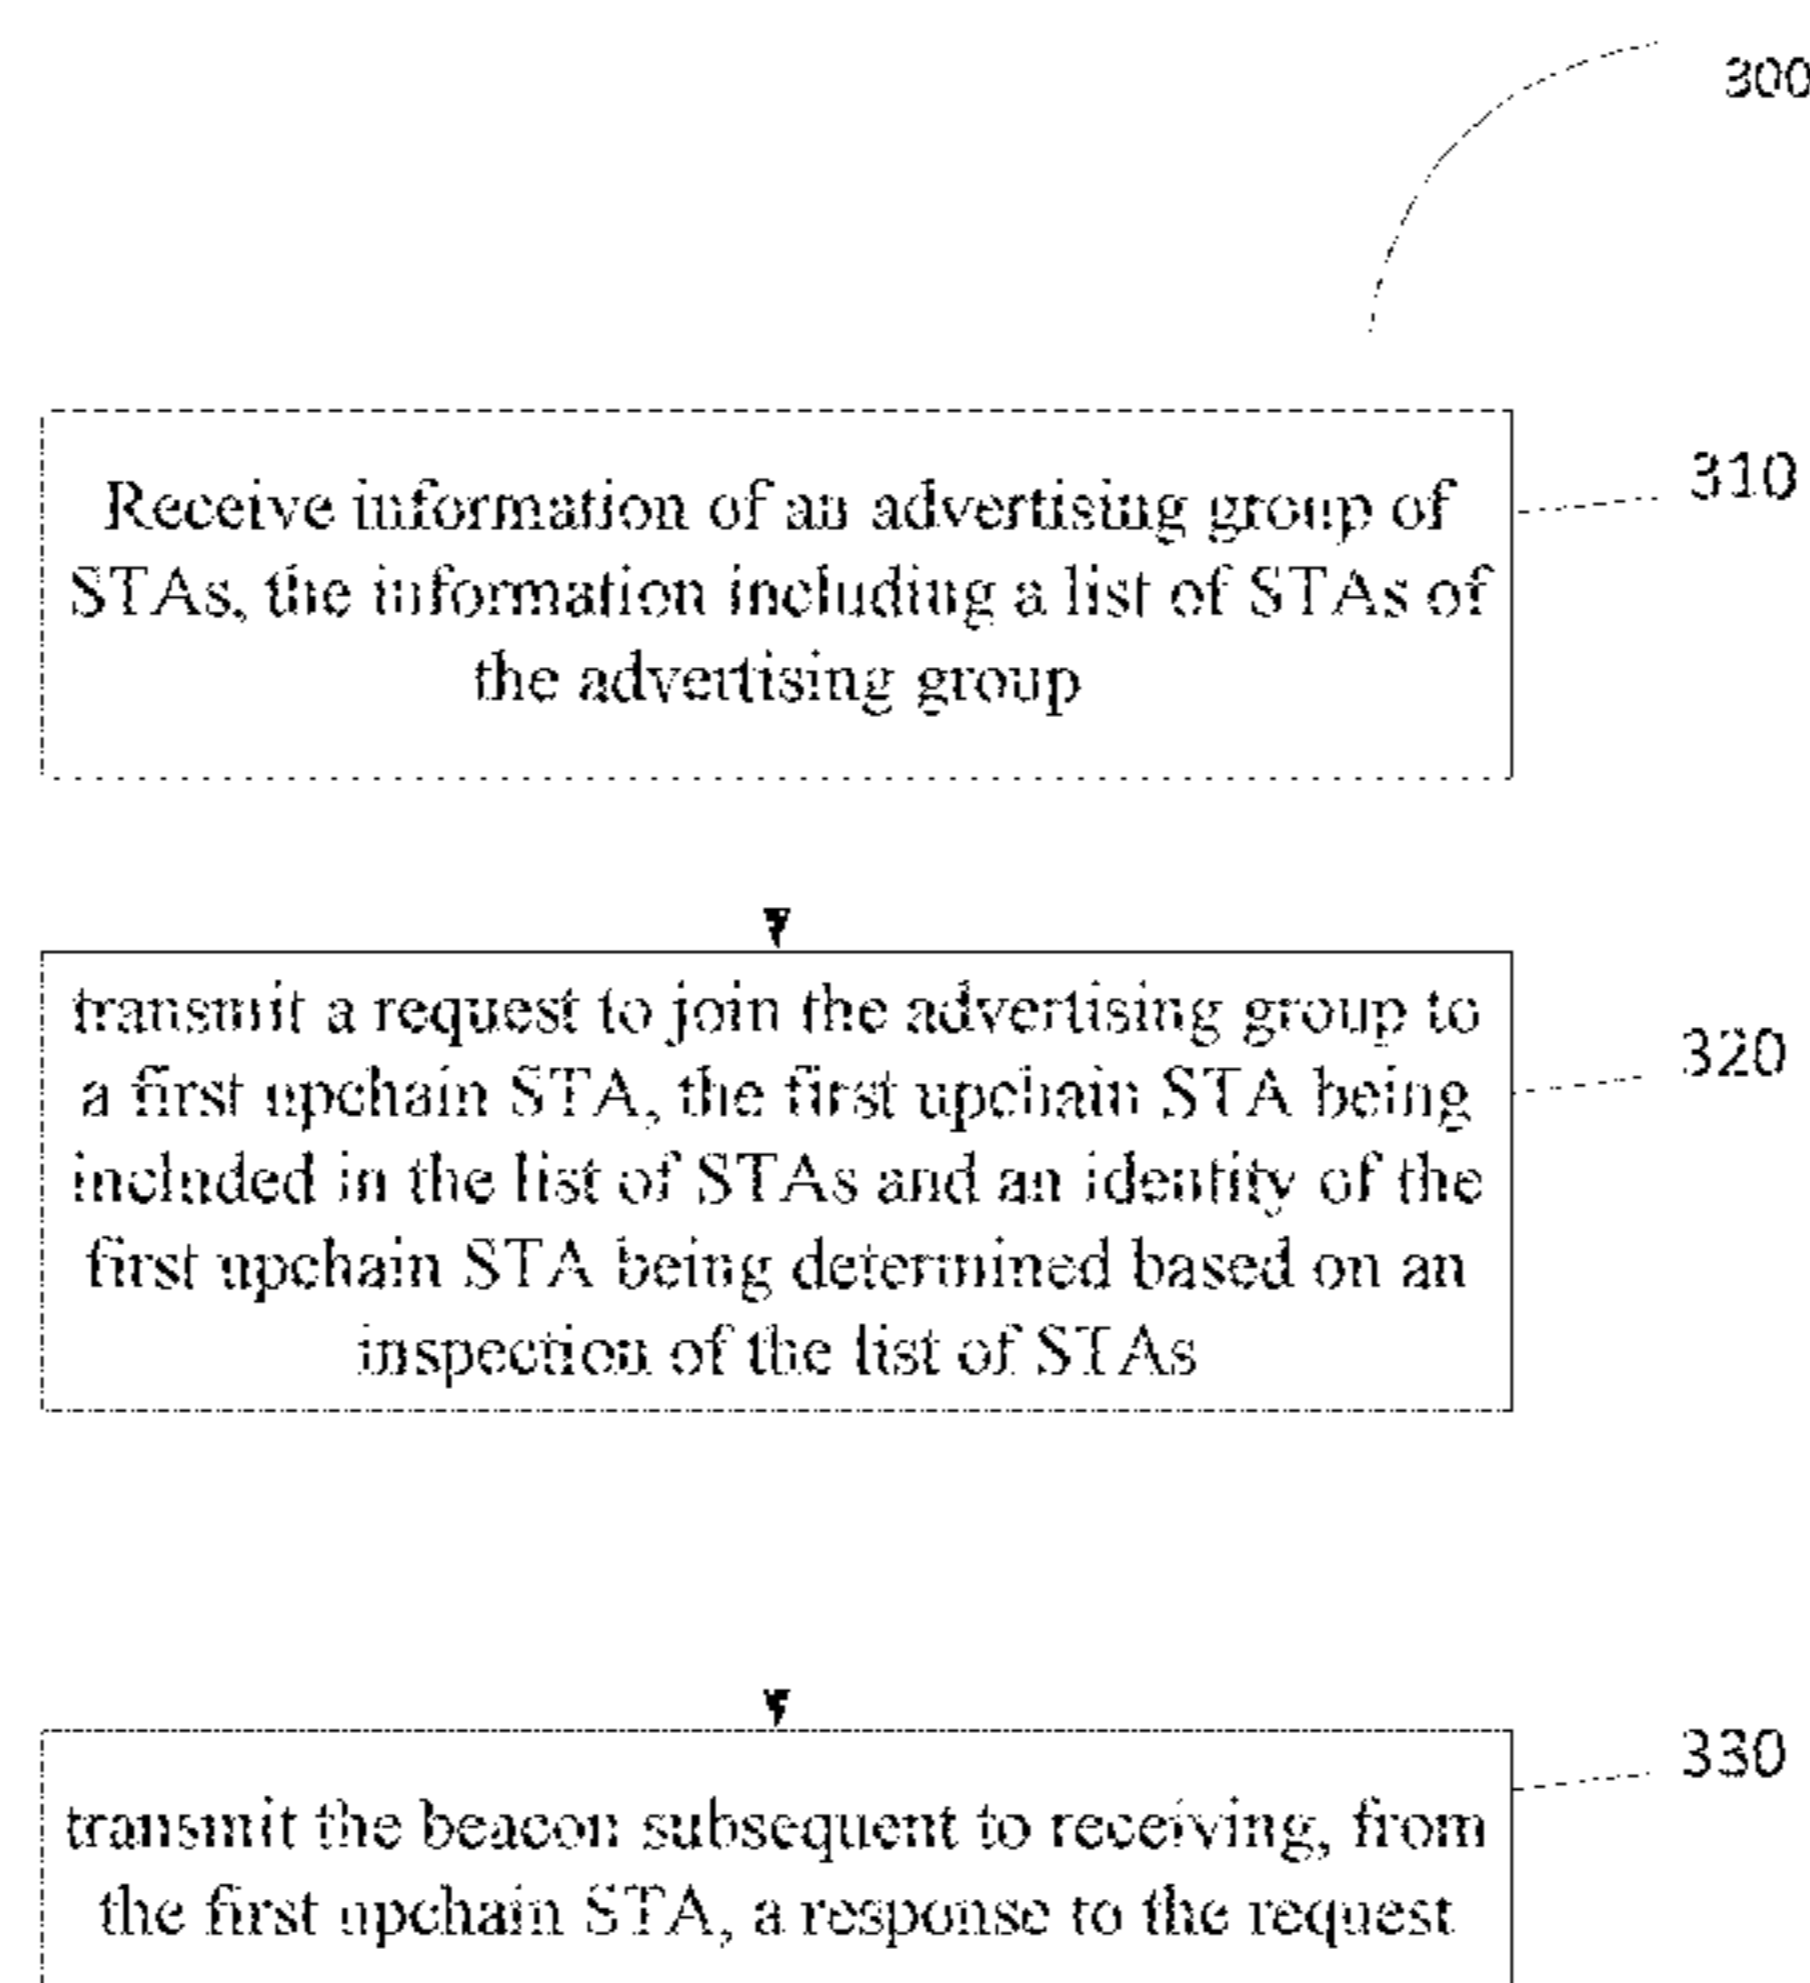 300
Receive information of an advertising group of
STAs, the information including a list of STAs of
the advertising group
310
transmit a request to join the advertising group to
a first upchain STA, the first upchain STA being
included in the list of STAs and an identity of the
first upchain STA being determined based on an
inspection of the list of STAs
320
transmit the beacon subsequent to receiving, from
the first upchain STA, a response to the request
330